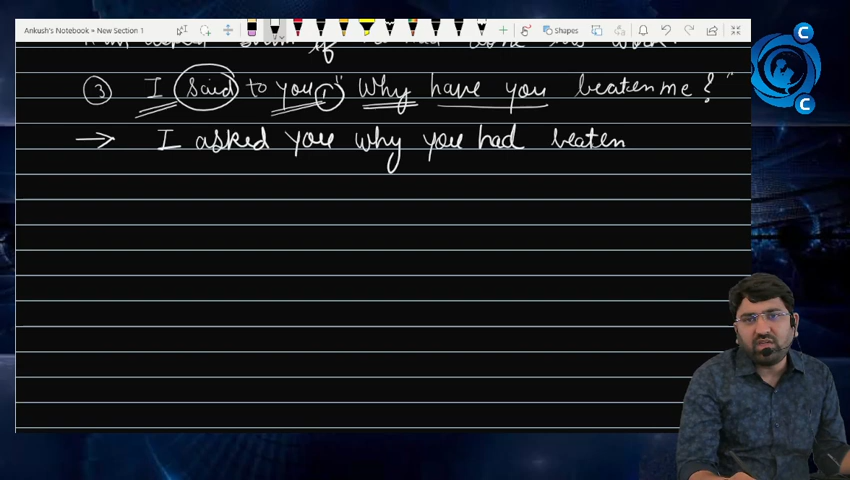 Ankush's Notebook » New Section 1
Shapes
③ I said to you, "Why have you beaten me?"
→ I asked you why you had beaten
C
C